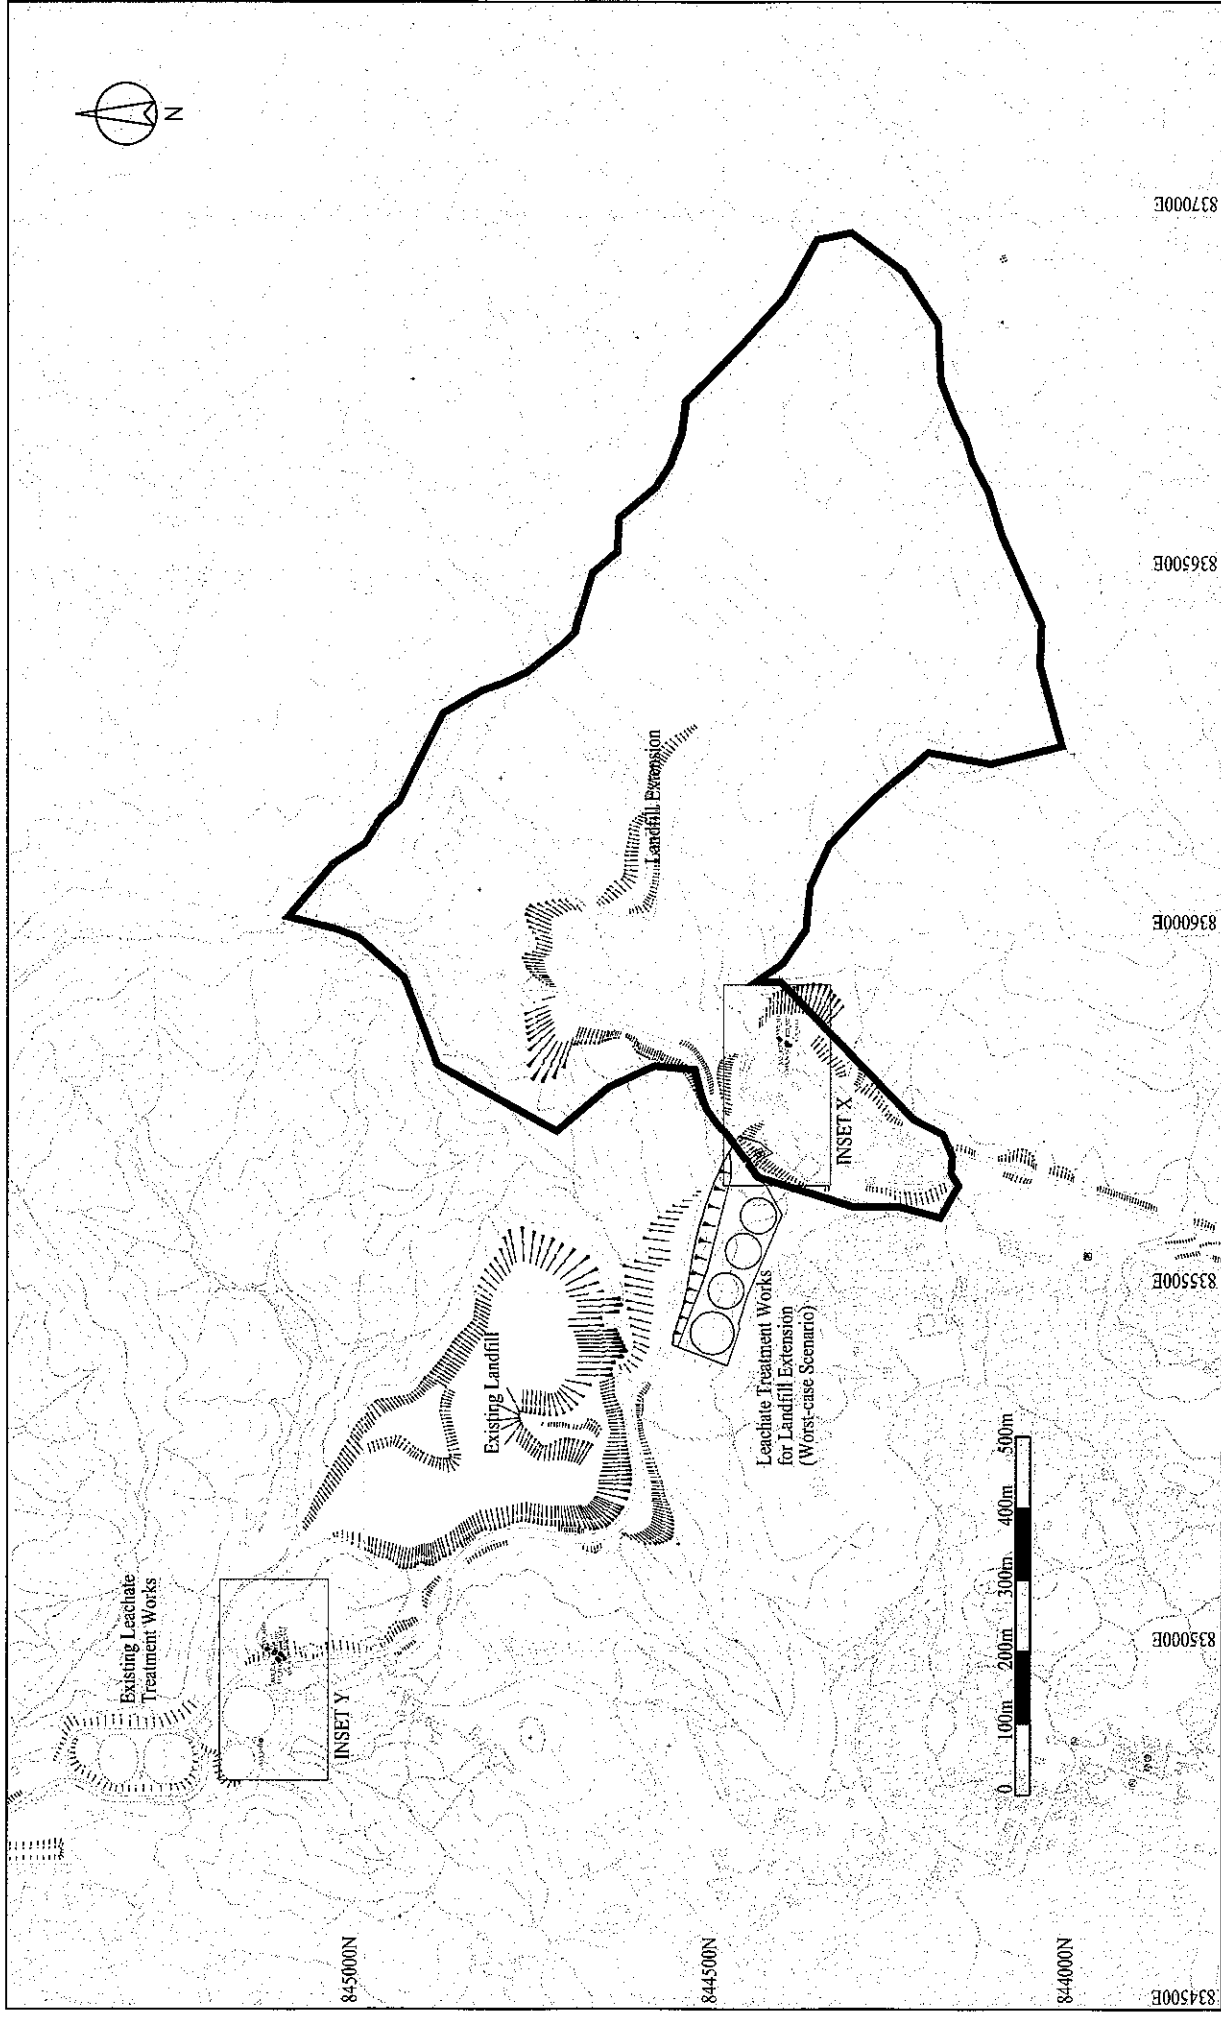 N
Existing Leachate
Treatment Works
INSET Y
Existing Landfill
Landfill Extension
INSET X
Leachate Treatment Works
for Landfill Extension
(Worst-case Scenario)
0
100m
200m
300m
400m
500m
845000N
844500N
844000N
834500E
835000E
835500E
836000E
836500E
837000E